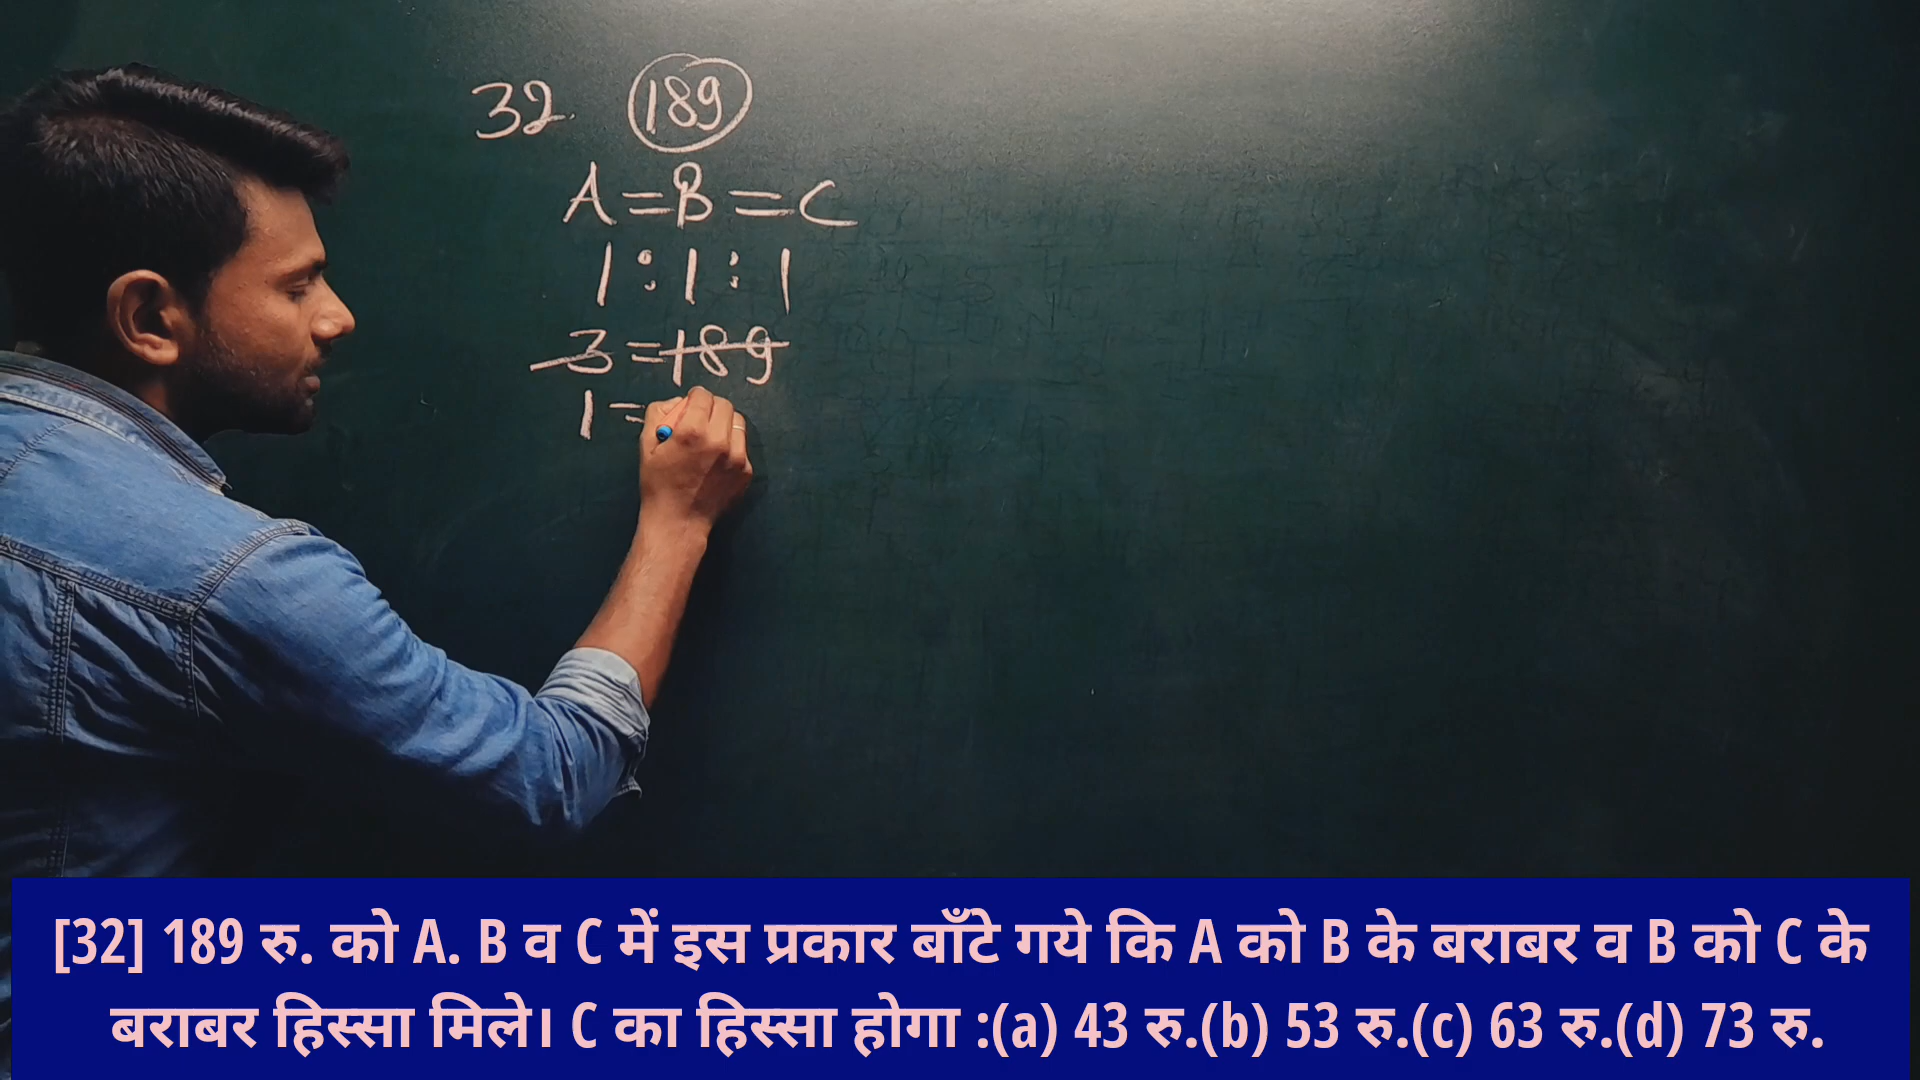 32. 189
A = B = C
1 : 1 : 1
3 = 189
1 =
[32] 189 रु. को A. B व C में इस प्रकार बाँटे गये कि A को B के बराबर व B को C के
बराबर हिस्सा मिले। C का हिस्सा होगा :(a) 43 रु.(b) 53 रु.(c) 63 रु.(d) 73 रु.